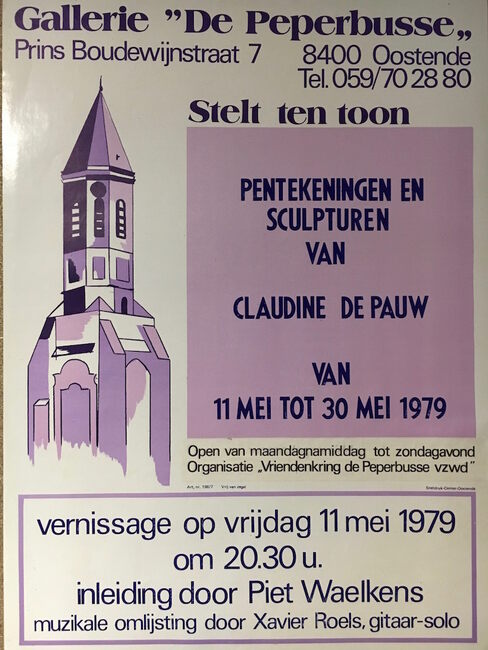 Gallerie "De Peperbusse„
Prins Boudewijnstraat 7 8400 Oostende
Tel. 059/70 28 80
Stelt ten toon
PENTEKENINGEN EN
SCULPTUREN
VAN
CLAUDINE DE PAUW
VAN
11 MEI TOT 30 MEI 1979
Open van maandagnamiddag tot zondagavond
Organisatie „Vriendenkring de Peperbusse vzwd"
Vrij van zegel
vernissage op vrijdag 11 mei 1979
om 20.30 u.
inleiding door Piet Waelkens
muzikale omlijsting door Xavier Roels, gitaar-solo